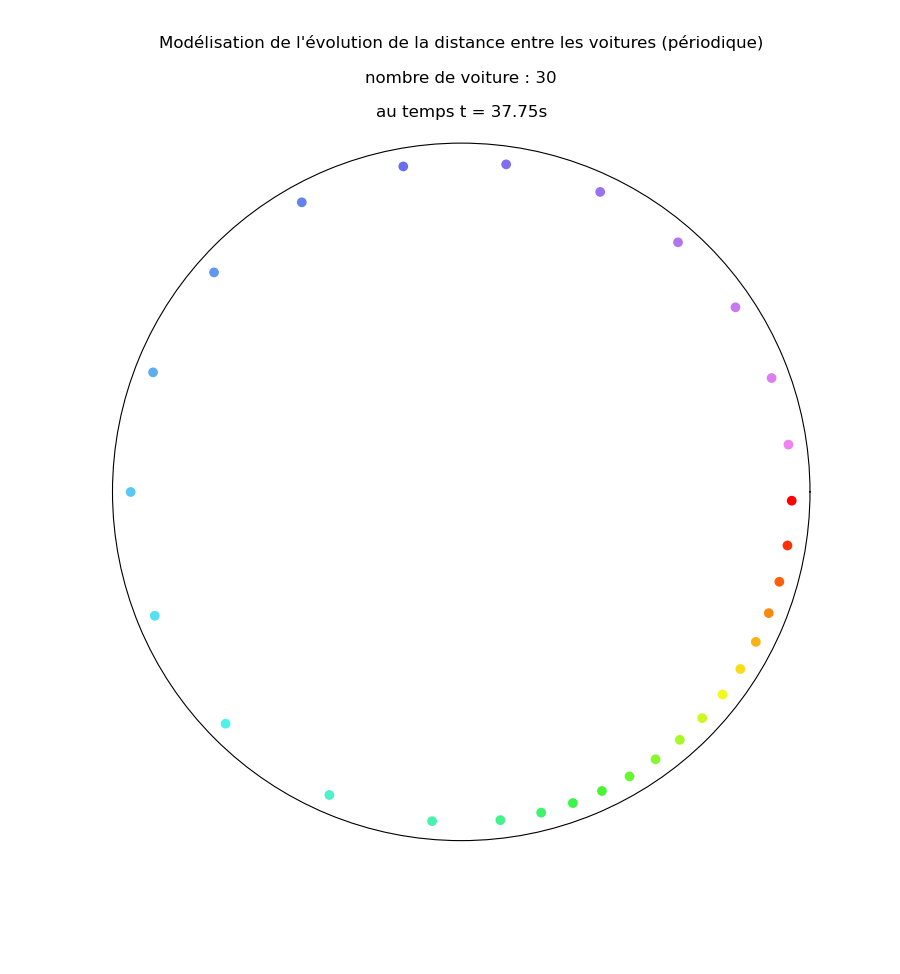 Modélisation de l'évolution de la distance entre les voitures (périodique)
nombre de voiture : 30
au temps t = 37.75s